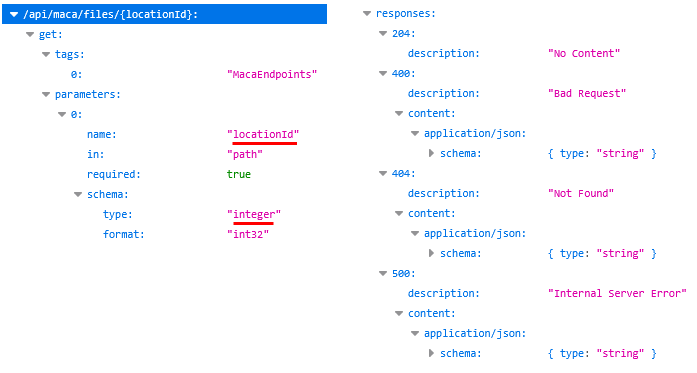 /api/maca/files/{locationId}:
get:
tags:
0: "MacaEndpoints"
parameters:
0:
name: "locationId"
in: "path"
required: true
schema:
type: "integer"
format: "int32"
responses:
204:
description: "No Content"
400:
description: "Bad Request"
content:
application/json:
schema: { type: "string" }
404:
description: "Not Found"
content:
application/json:
schema: { type: "string" }
500:
description: "Internal Server Error"
content:
application/json:
schema: { type: "string" }